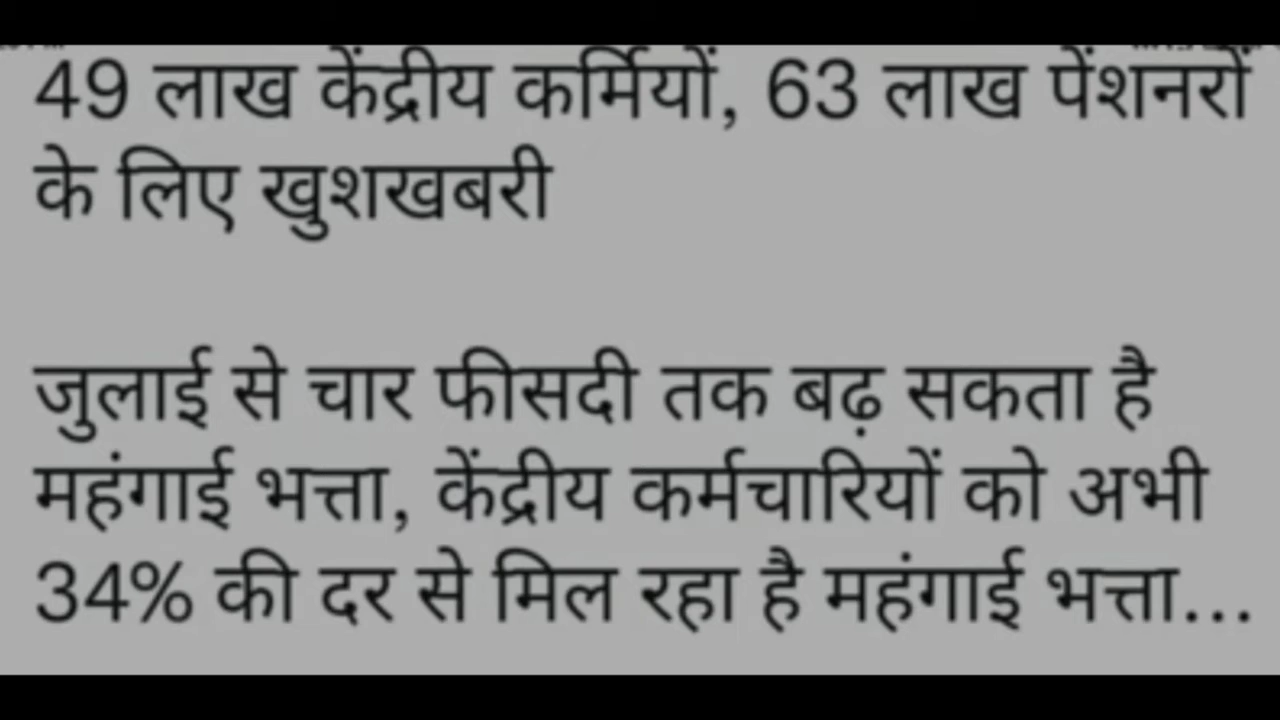 49 लाख केंद्रीय कर्मियों, 63 लाख पेंशनरों
के लिए खुशखबरी
जुलाई से चार फीसदी तक बढ़ सकता है
महंगाई भत्ता, केंद्रीय कर्मचारियों को अभी
34% की दर से मिल रहा है महंगाई भत्ता...